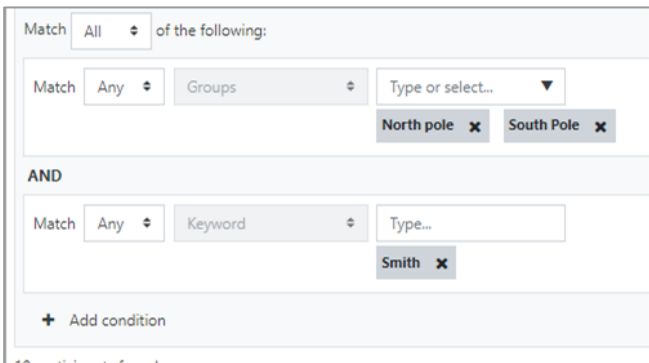 Match All of the following:
Match Any Groups Type or select...
North pole × South Pole ×
AND
Match Any Keyword Type...
Smith ×
+ Add condition